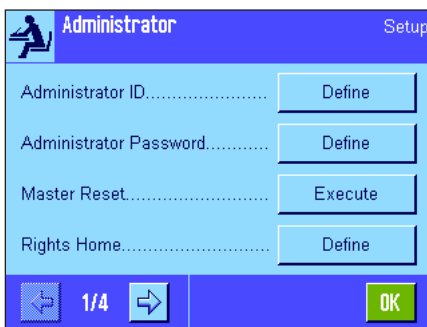 Administrator Setup
Administrator ID...................... Define
Administrator Password............ Define
Master Reset........................... Execute
Rights Home............................ Define
1/4 OK